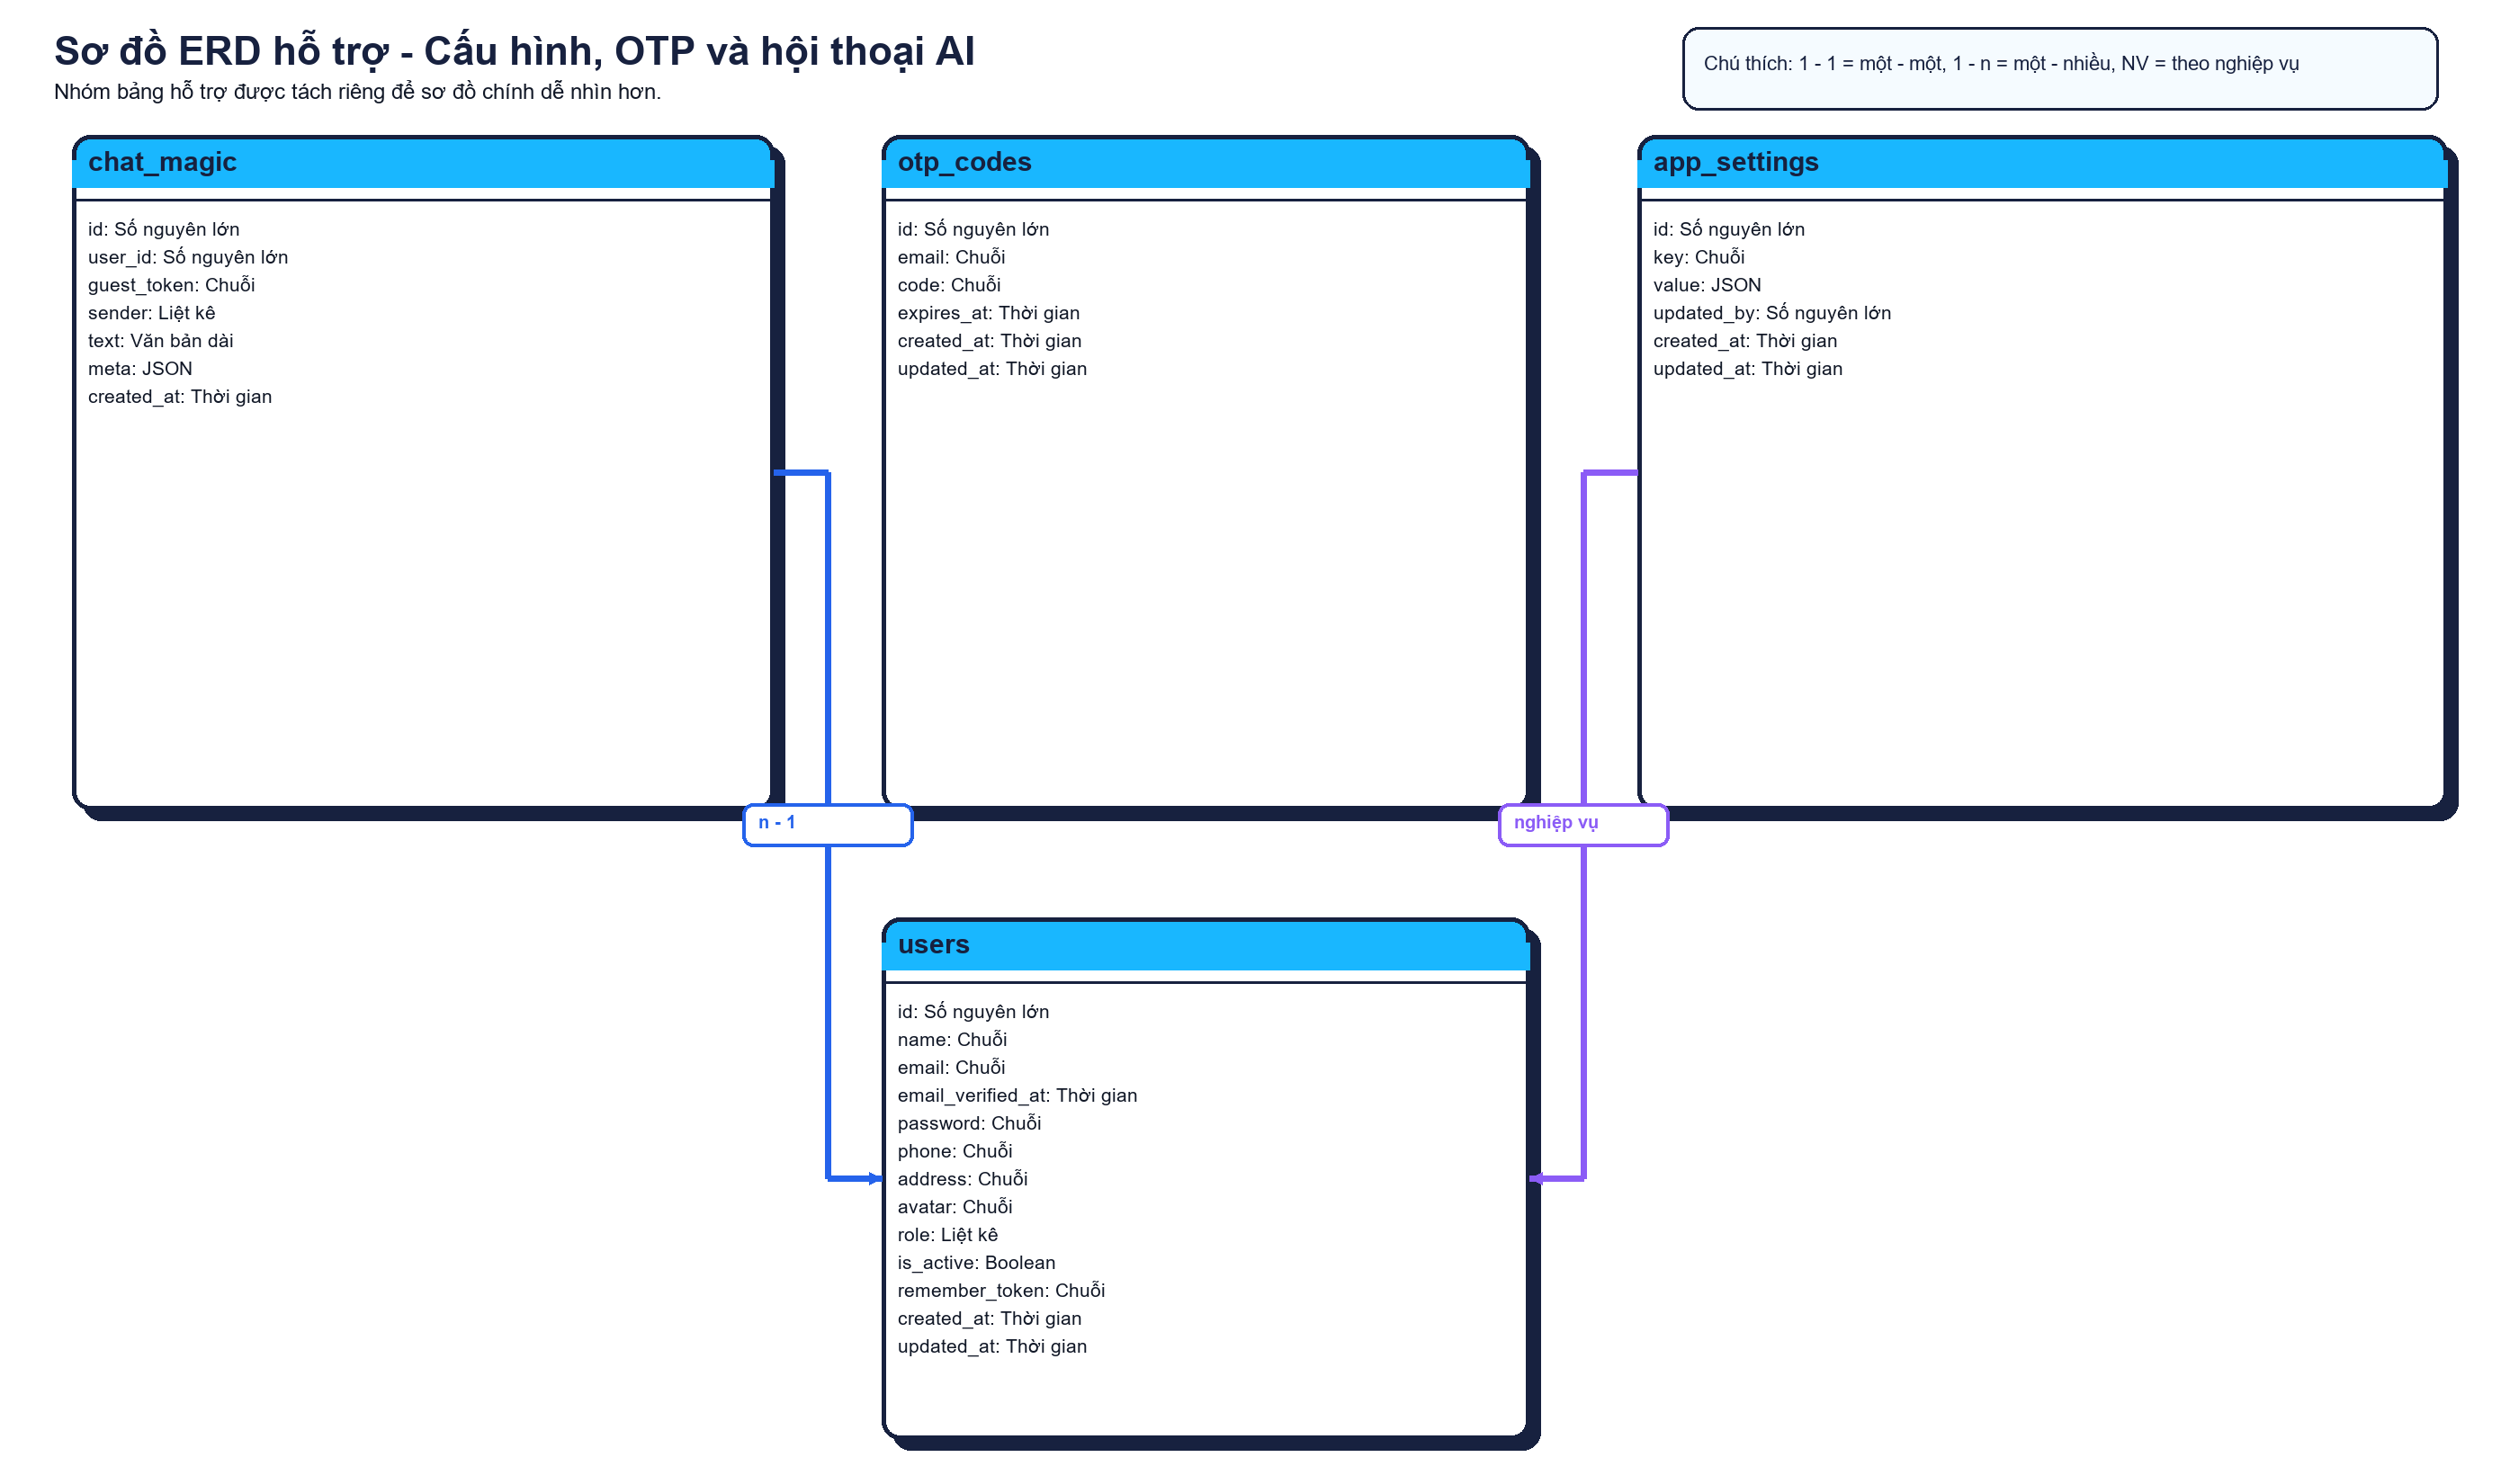 Sơ đồ ERD hỗ trợ - Cấu hình, OTP và hội thoại AI
Nhóm bảng hỗ trợ được tách riêng để sơ đồ chính dễ nhìn hơn.
Chú thích: 1 - 1 = một - một, 1 - n = một - nhiều, NV = theo nghiệp vụ
chat_magic
id: Số nguyên lớn
user_id: Số nguyên lớn
guest_token: Chuỗi
sender: Liệt kê
text: Văn bản dài
meta: JSON
created_at: Thời gian
otp_codes
id: Số nguyên lớn
email: Chuỗi
code: Chuỗi
expires_at: Thời gian
created_at: Thời gian
updated_at: Thời gian
app_settings
id: Số nguyên lớn
key: Chuỗi
value: JSON
updated_by: Số nguyên lớn
created_at: Thời gian
updated_at: Thời gian
n - 1
nghiệp vụ
users
id: Số nguyên lớn
name: Chuỗi
email: Chuỗi
email_verified_at: Thời gian
password: Chuỗi
phone: Chuỗi
address: Chuỗi
avatar: Chuỗi
role: Liệt kê
is_active: Boolean
remember_token: Chuỗi
created_at: Thời gian
updated_at: Thời gian